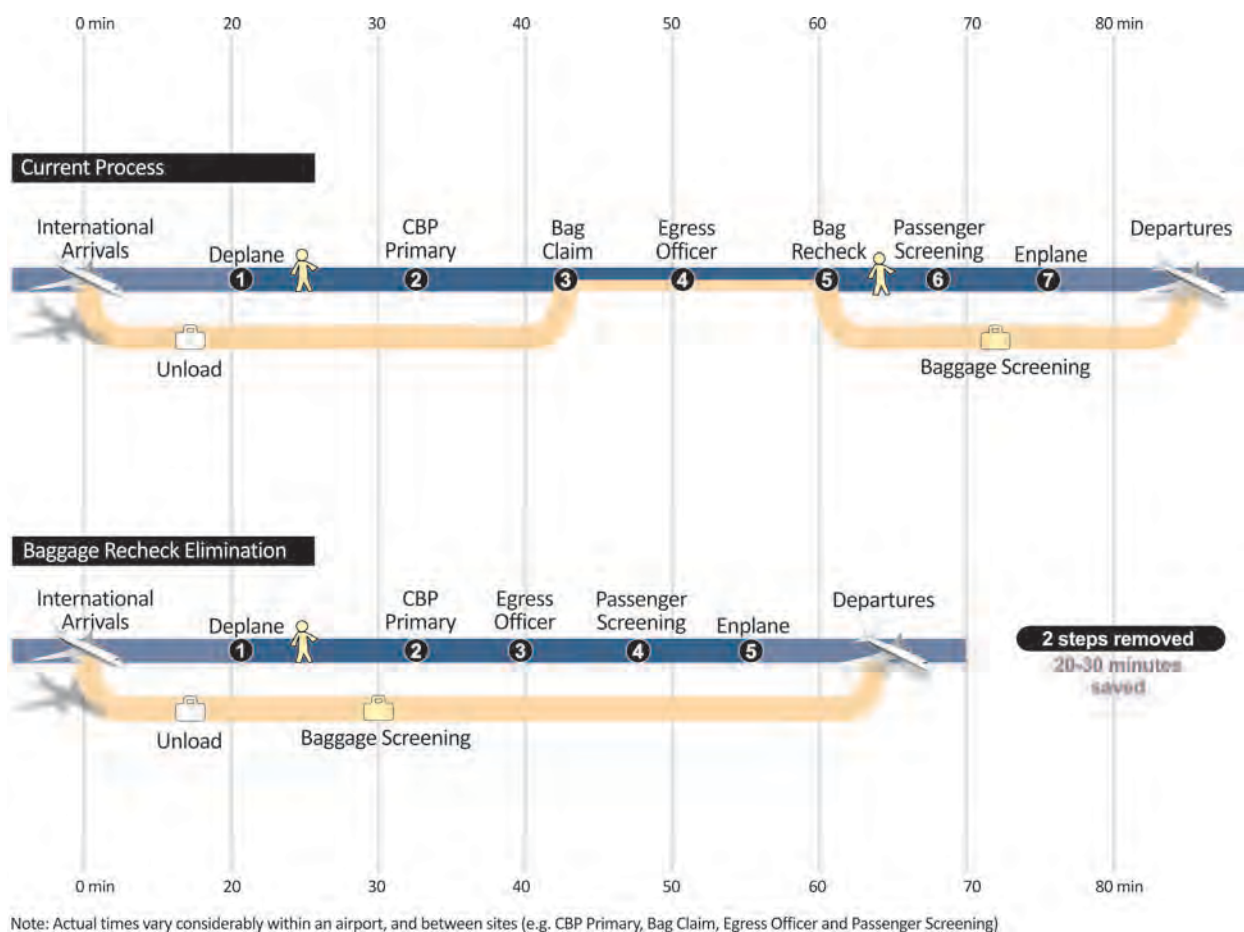 0 min 20 30 40 50 60 70 80 min
Current Process
International
Arrivals
Deplane
CBP
Primary
Bag
Claim
Egress
Officer
Bag
Recheck
Passenger
Screening
Enplane
Departures
1 2 3 4 5 6 7
Unload
Baggage Screening
Baggage Recheck Elimination
International
Arrivals
Deplane
CBP
Primary
Egress
Officer
Passenger
Screening
Enplane
Departures
1 2 3 4 5
2 steps removed
20-30 minutes
saved
Unload
Baggage Screening
0 min 20 30 40 50 60 70 80 min
Note: Actual times vary considerably within an airport, and between sites (e.g. CBP Primary, Bag Claim, Egress Officer and Passenger Screening)